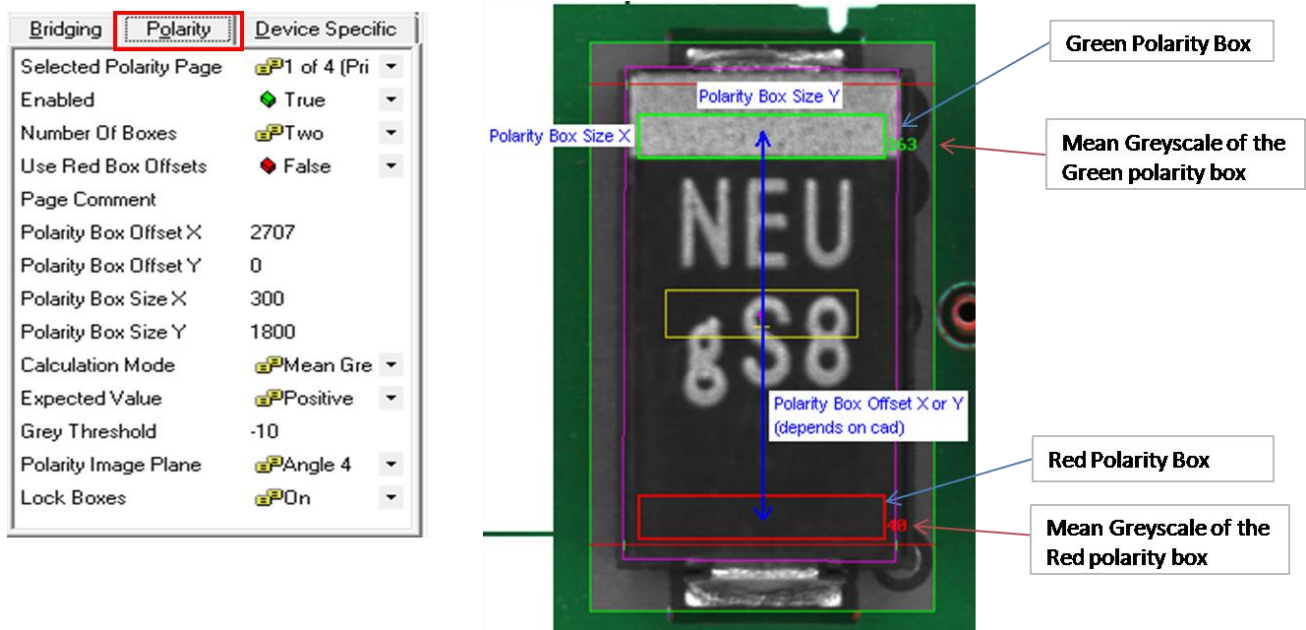 Bridging Polarity Device Specific
Selected Polarity Page 1 of 4 (Pri
Enabled True
Number Of Boxes Two
Use Red Box Offsets False
Page Comment
Polarity Box Offset X 2707
Polarity Box Offset Y 0
Polarity Box Size X 300
Polarity Box Size Y 1800
Calculation Mode Mean Gre
Expected Value Positive
Grey Threshold -10
Polarity Image Plane Angle 4
Lock Boxes On
Polarity Box Size Y
Polarity Box Size X
NEU
S8
Polarity Box Offset X or Y
(depends on cad)
40
Green Polarity Box
Mean Greyscale of the
Green polarity box
Red Polarity Box
Mean Greyscale of the
Red polarity box